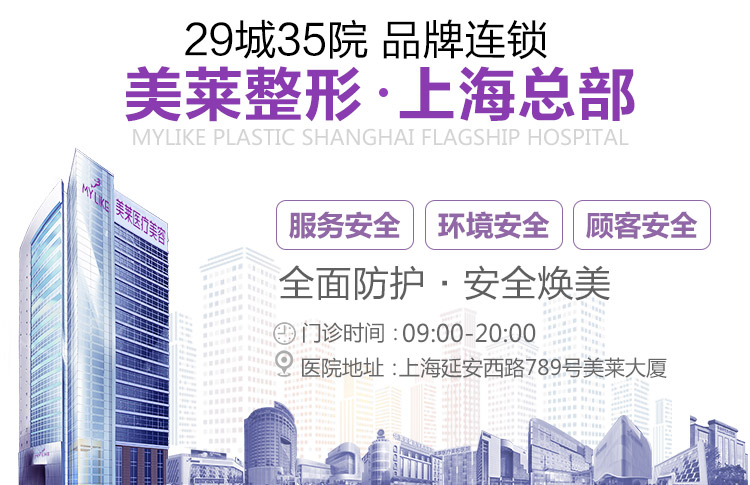 29城35院 品牌连锁
美莱整形·上海总部
MYLIKE PLASTIC SHANGHAI FLAGSHIP HOSPITAL
MYLIKE
美莱医疗美容
服务安全 环境安全 顾客安全
全面防护·安全焕美
门诊时间:09:00-20:00
医院地址:上海延安西路789号美莱大厦